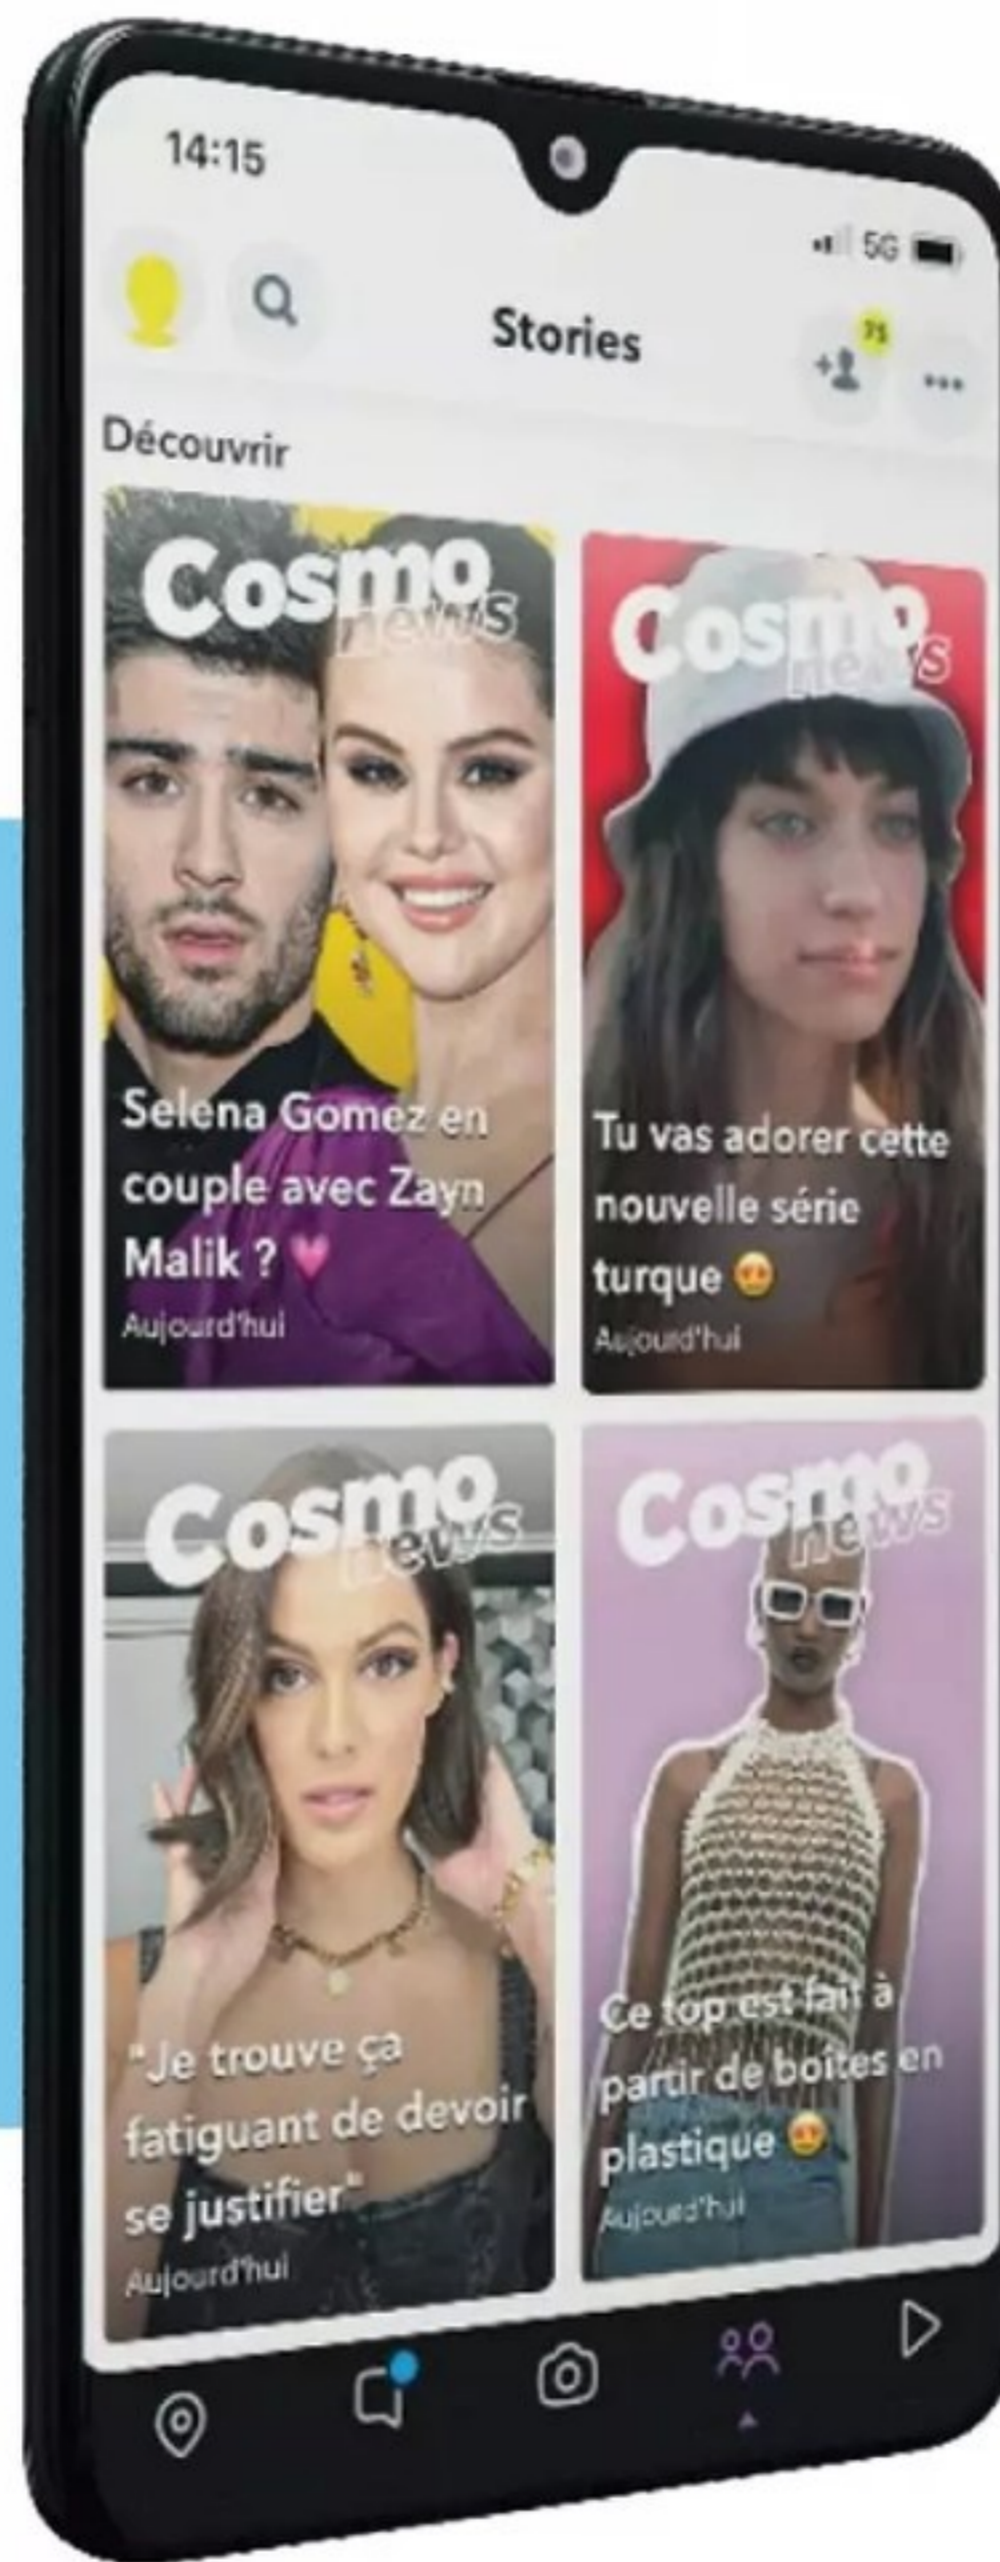 14:15
5G
Stories
Découvrir
Cosmo
news
Selena Gomez en
couple avec Zayn
Malik ? 💗
Aujourd'hui
Cosmo
news
Tu vas adorer cette
nouvelle série
turque 😍
Aujourd'hui
Cosmo
news
"Je trouve ça
fatiguant de devoir
se justifier"
Aujourd'hui
Cosmo
news
Ce top est fait à
partir de boîtes en
plastique 😍
Aujourd'hui